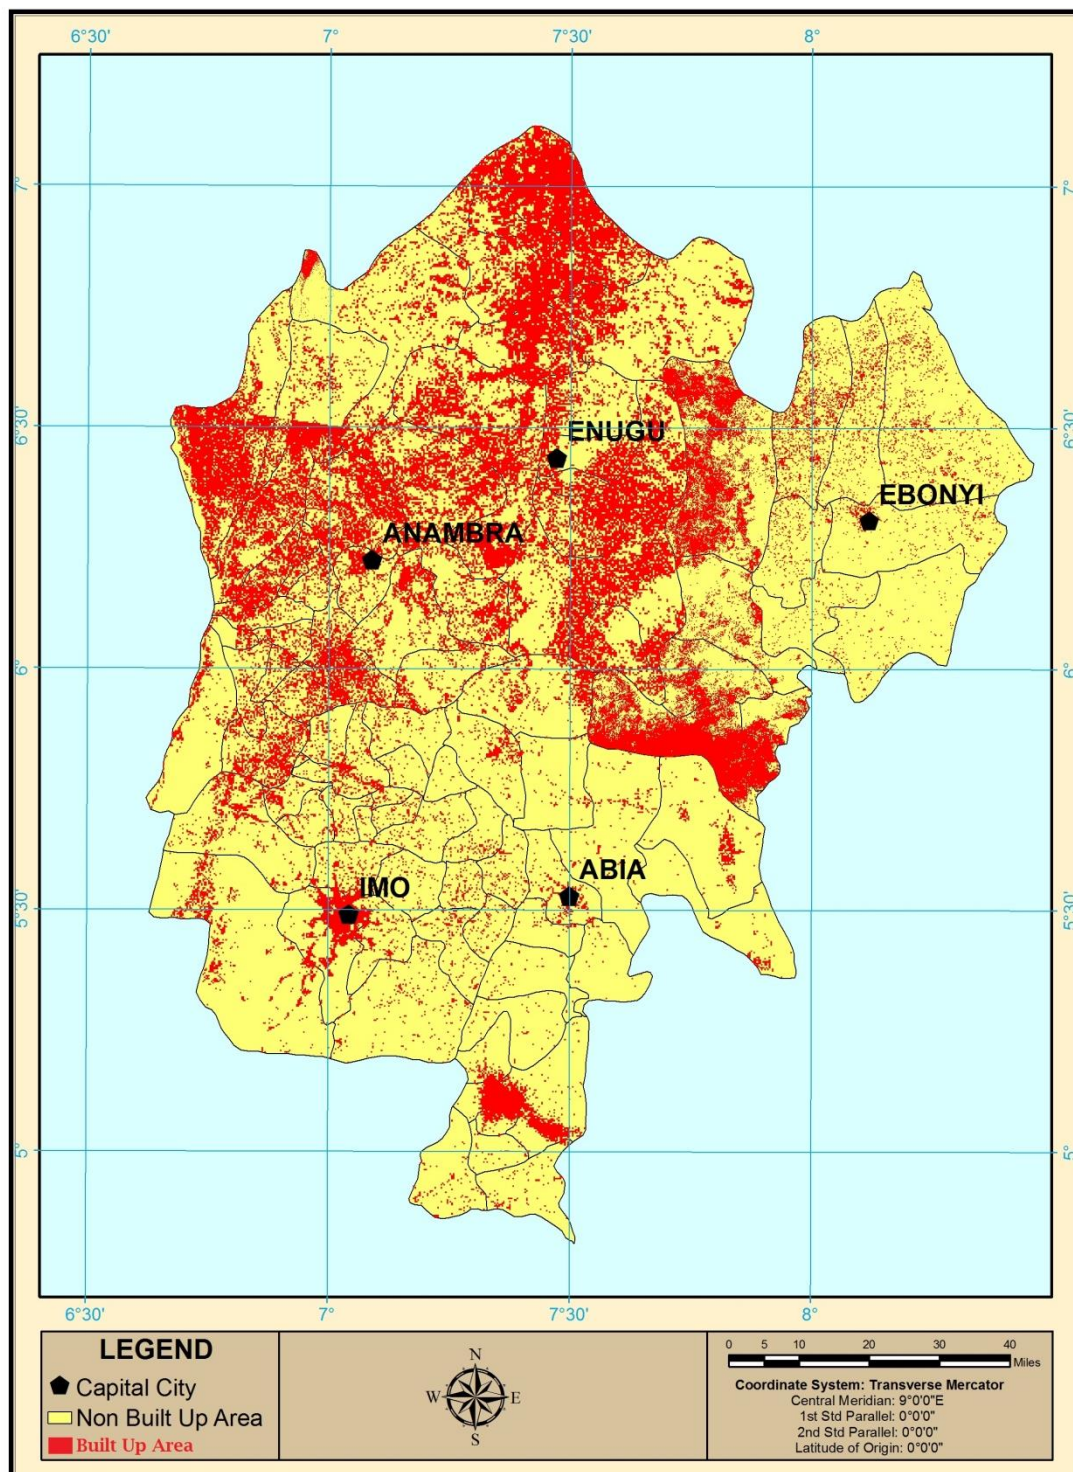 6°30' 7° 7°30' 8°
7° 7°
6°30' 6°30'
ENUGU
EBONYI
ANAMBRA
6° 6°
ABIA
IMO
5°30' 5°30'
5° 5°
6°30' 7° 7°30' 8°
LEGEND
Capital City
Non Built Up Area
Built Up Area
N
W E
S
0 5 10 20 30 40
Miles
Coordinate System: Transverse Mercator
Central Meridian: 9°0'0"E
1st Std Parallel: 0°0'0"
2nd Std Parallel: 0°0'0"
Latitude of Origin: 0°0'0"